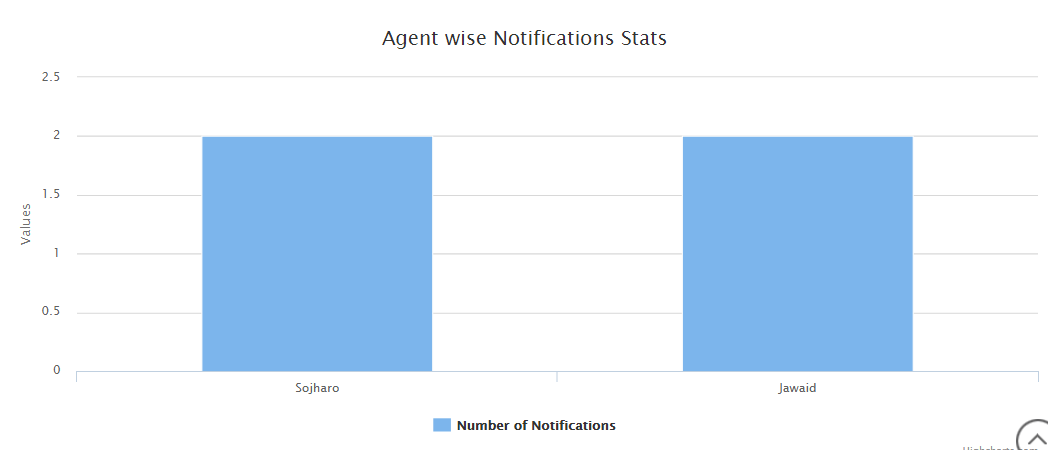 Agent wise Notifications Stats
2.5
2
1.5
1
0.5
0
Values
Sojharo
Jawaid
Number of Notifications